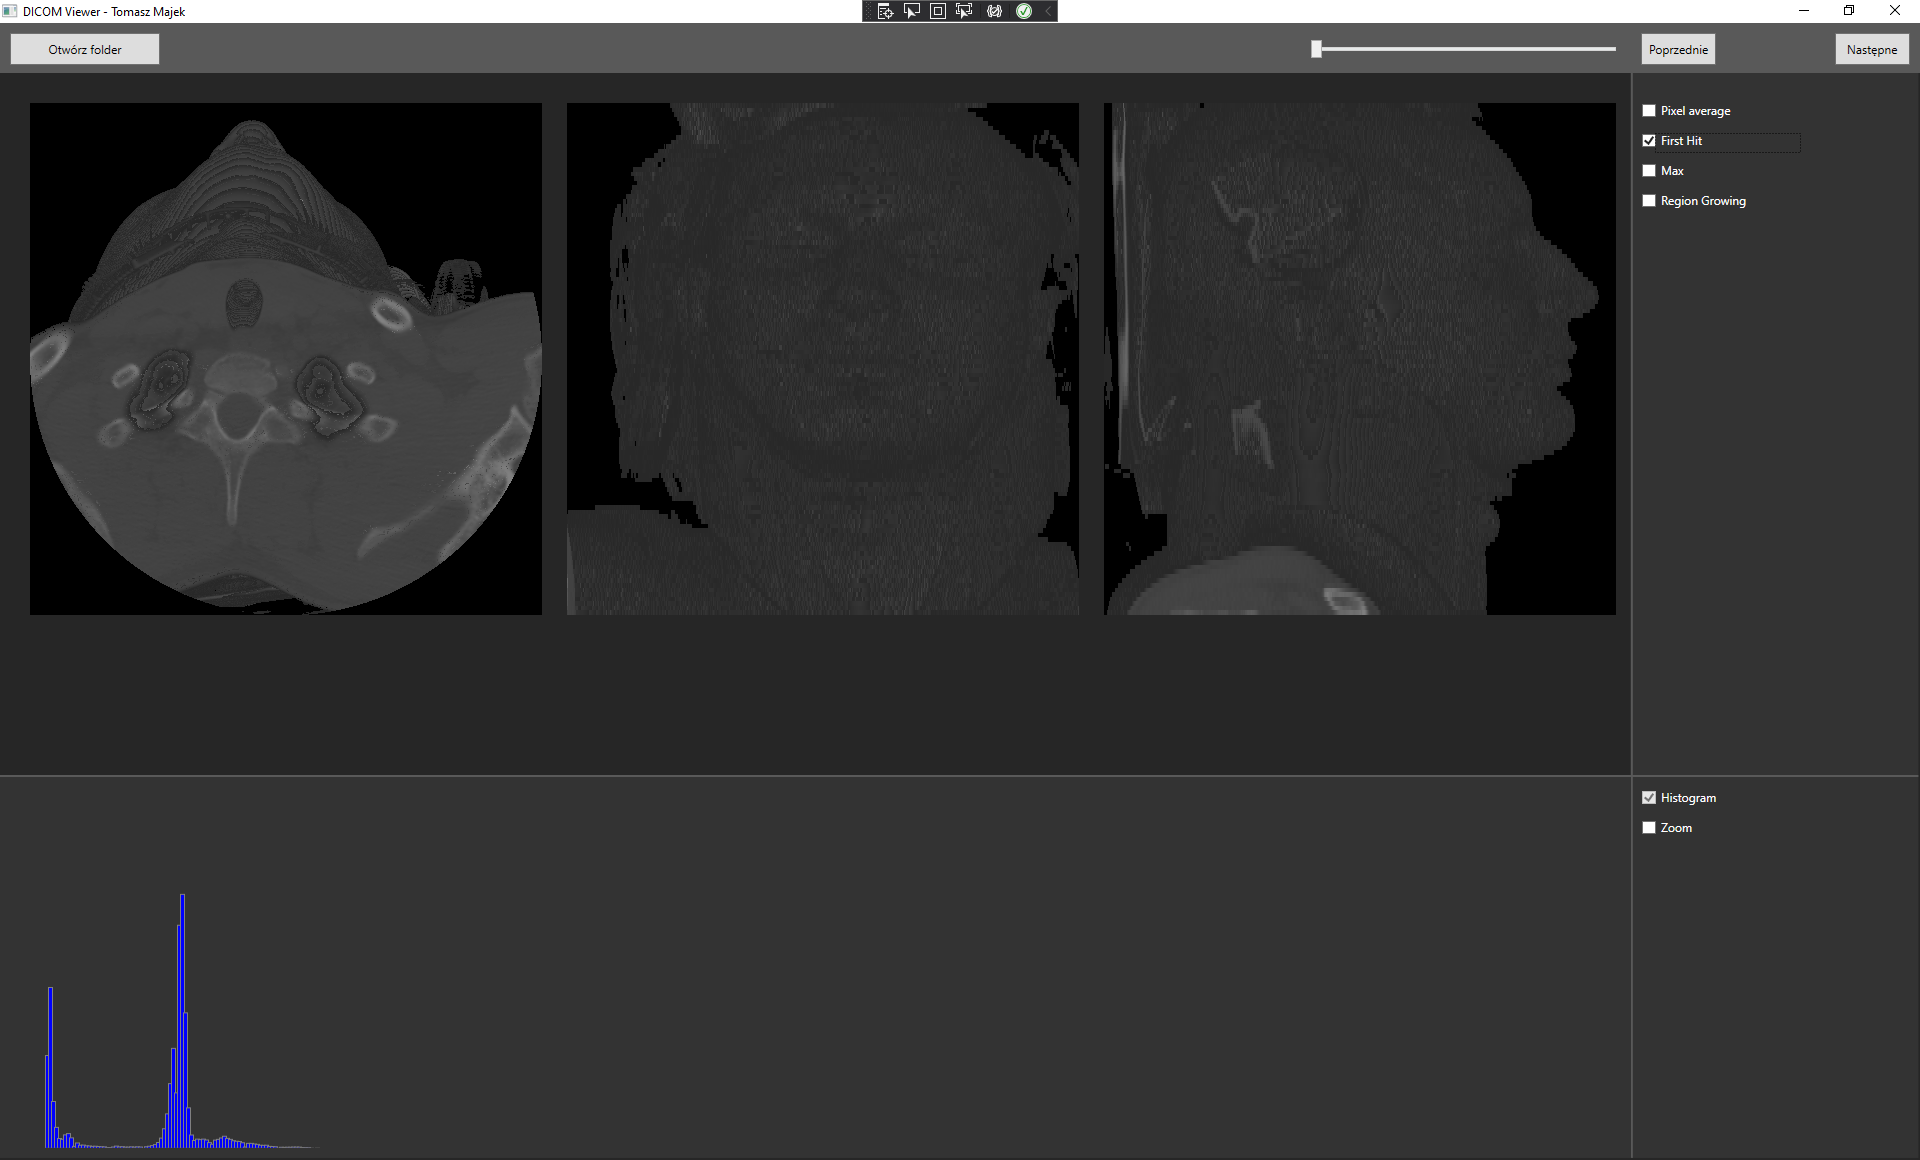 DICOM Viewer - Tomasz Majek
Otwórz folder
Poprzednie
Następne
Pixel average
First Hit
Max
Region Growing
Histogram
Zoom